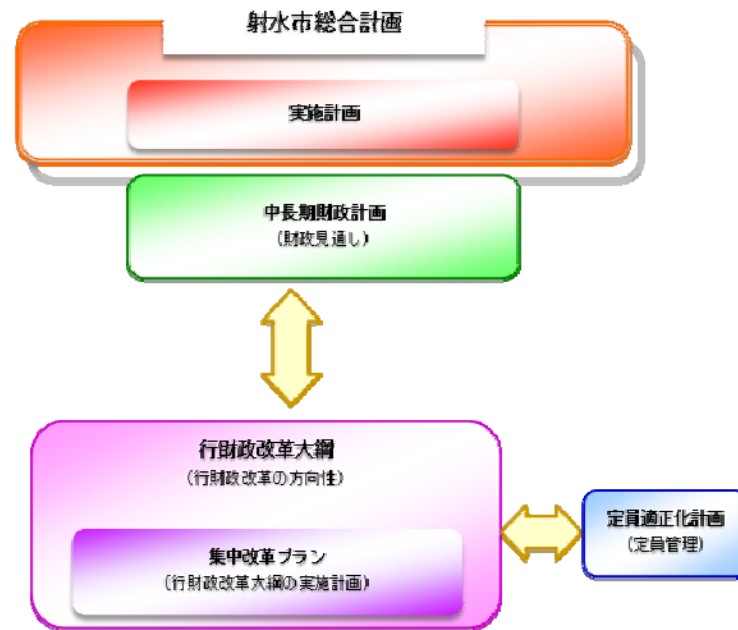 射水市総合計画
実施計画
中長期財政計画
（財政見通し）
行財政改革大綱
（行財政改革の方向性）
集中改革プラン
（行財政改革大綱の実施計画）
定員適正化計画
（定員管理）